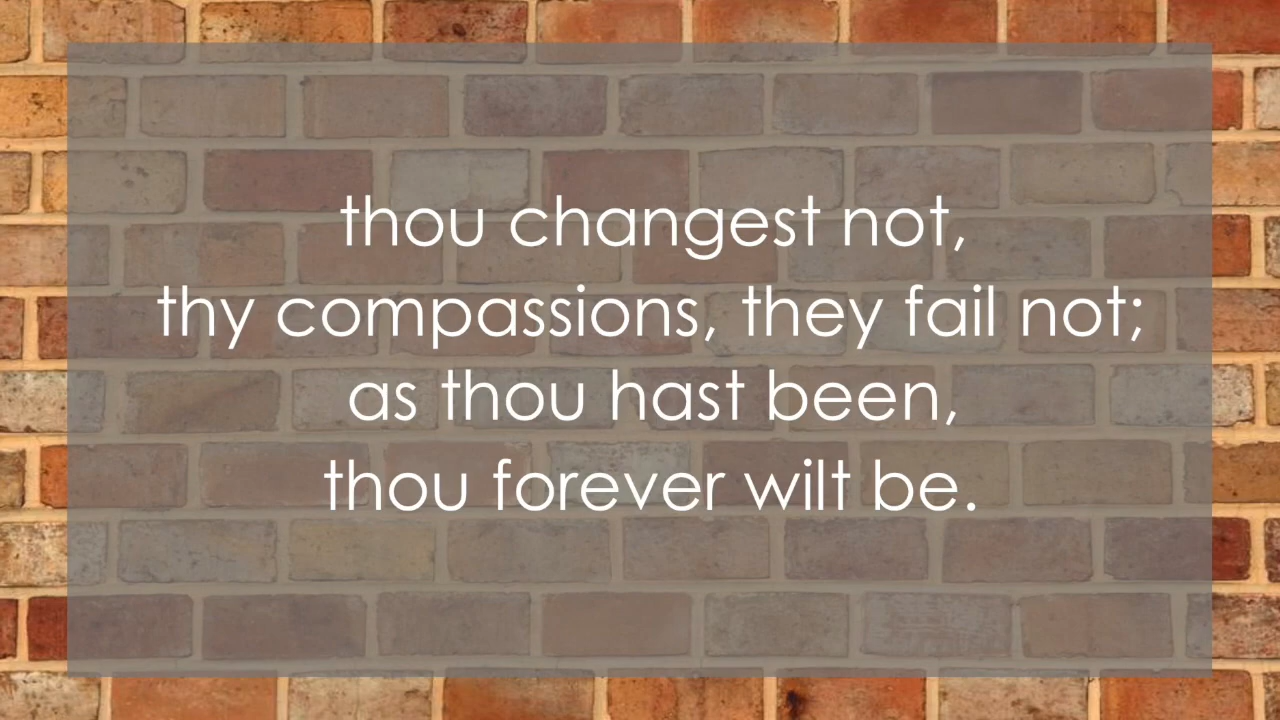 thou changest not,
thy compassions, they fail not;
as thou hast been,
thou forever wilt be.